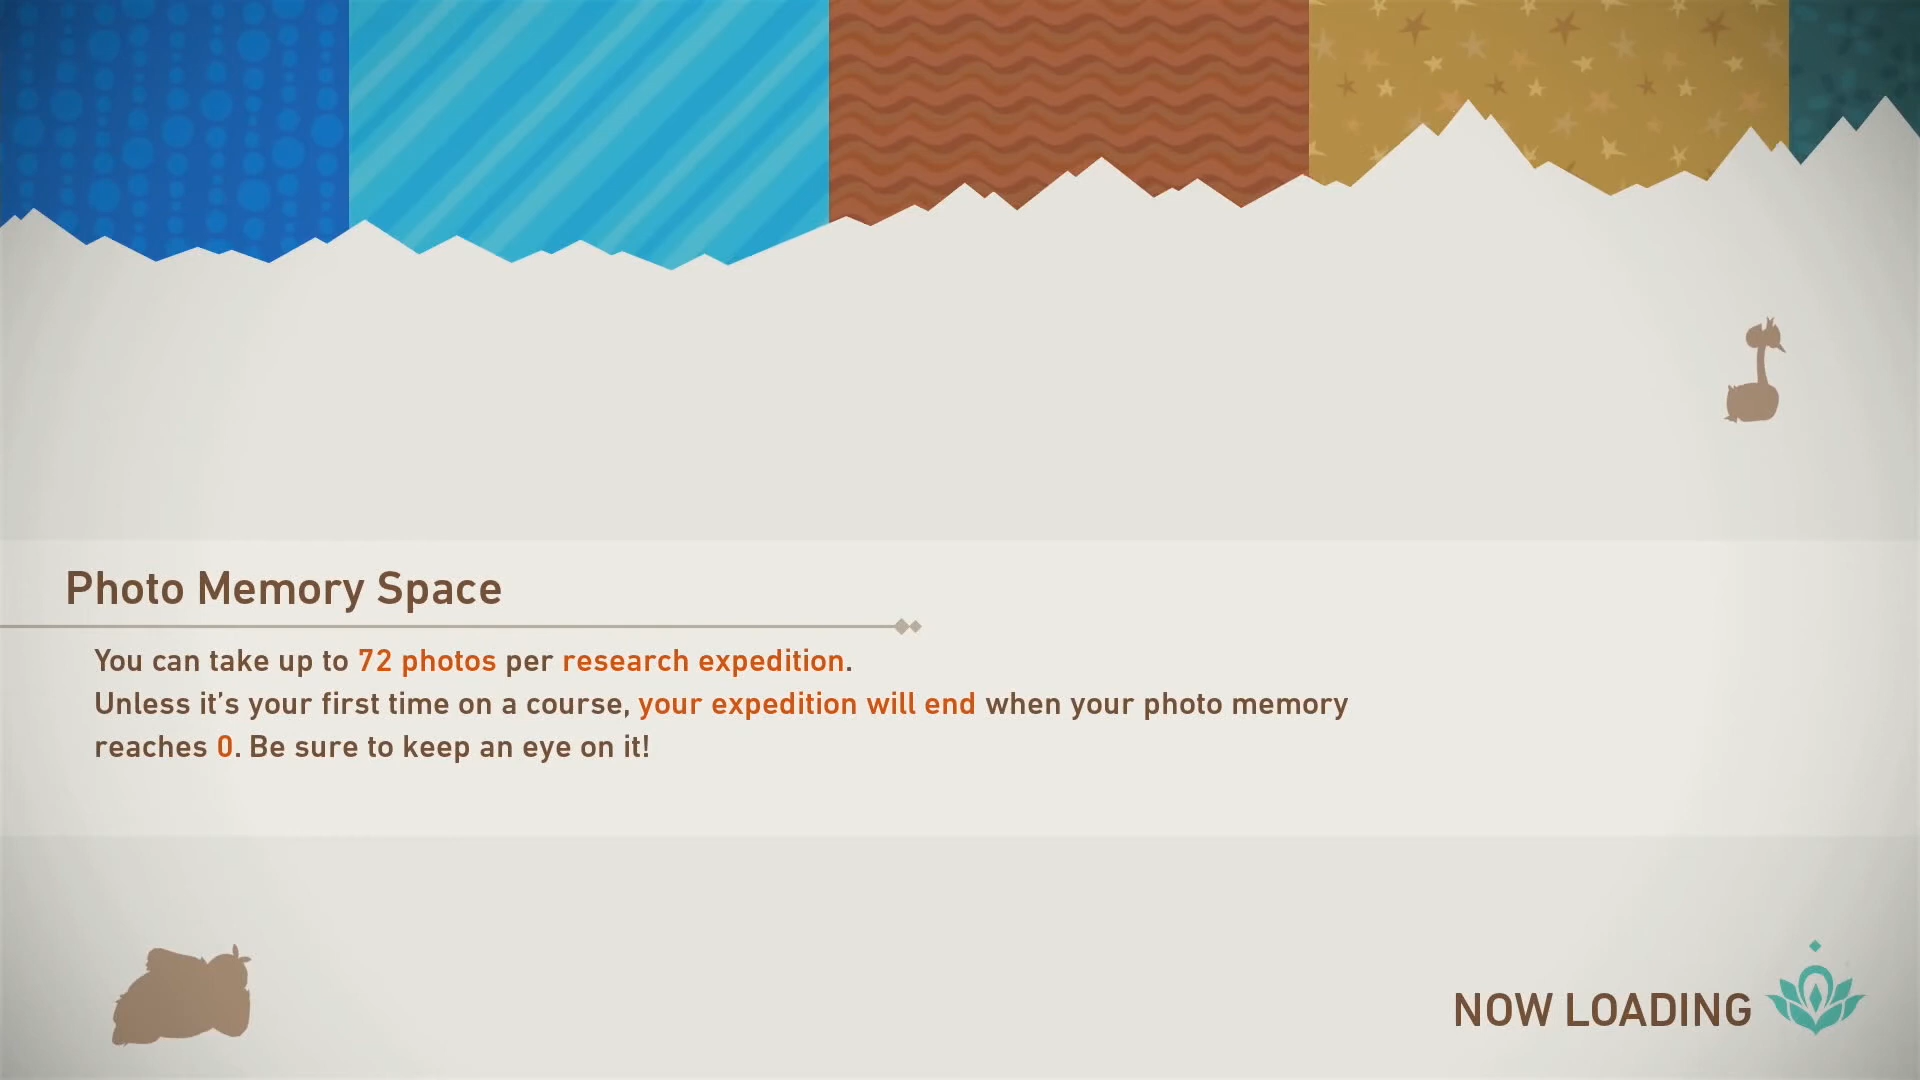 Photo Memory Space
You can take up to 72 photos per research expedition.
Unless it's your first time on a course, your expedition will end when your photo memory
reaches 0. Be sure to keep an eye on it!
NOW LOADING